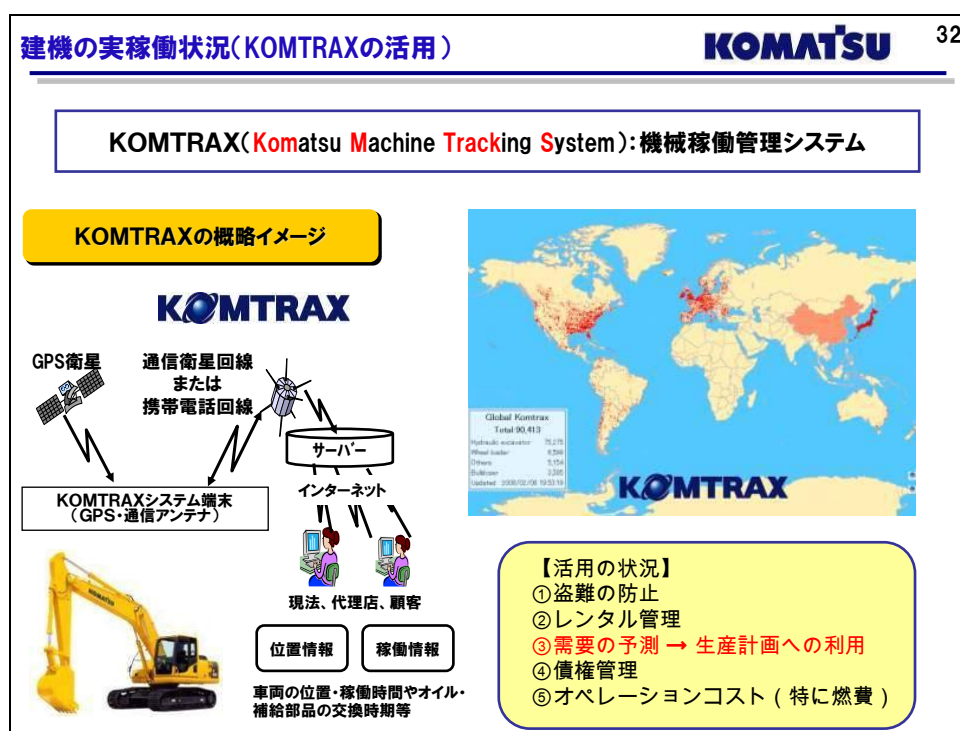 建機の実稼働状況(KOMTRAXの活用)
KOMATSU
32
KOMTRAX(Komatsu Machine Tracking System):機械稼働管理システム
KOMTRAXの概略イメージ
KOMTRAX
GPS衛星
通信衛星回線
または
携帯電話回線
サーバー
KOMTRAXシステム端末
(GPS・通信アンテナ)
インターネット
KOMATSU
現法、代理店、顧客
位置情報
稼働情報
車両の位置・稼働時間やオイル・
補給部品の交換時期等
Global Komtrax
Total 90,413
Hydraulic excavator
Wheel loader
Others
Bulldozer
Updated
KOMTRAX
【活用の状況】
①盗難の防止
②レンタル管理
③需要の予測 → 生産計画への利用
④債権管理
⑤オペレーションコスト(特に燃費)